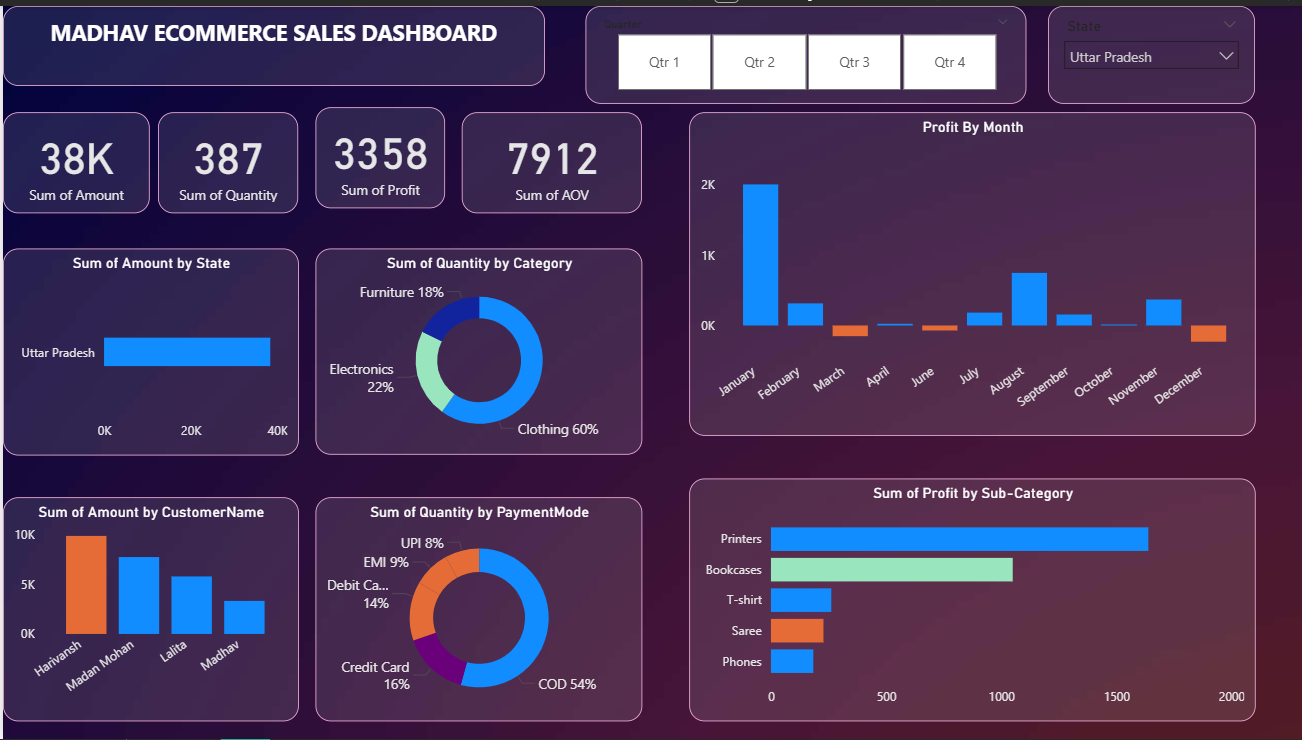 MADHAV ECOMMERCE SALES DASHBOARD
Quarter
Qtr 1
Qtr 2
Qtr 3
Qtr 4
State
Uttar Pradesh
38K
Sum of Amount
387
Sum of Quantity
3358
Sum of Profit
7912
Sum of AOV
Profit By Month
2K
1K
0K
January
February
March
April
June
July
August
September
October
November
December
Sum of Amount by State
Uttar Pradesh
0K
20K
40K
Sum of Quantity by Category
Furniture 18%
Electronics
22%
Clothing 60%
Sum of Amount by CustomerName
10K
5K
0K
Harivansh
Madan Mohan
Lalita
Madhav
Sum of Quantity by PaymentMode
UPI 8%
EMI 9%
Debit Ca...
14%
Credit Card
16%
COD 54%
Sum of Profit by Sub-Category
Printers
Bookcases
T-shirt
Saree
Phones
0
500
1000
1500
2000